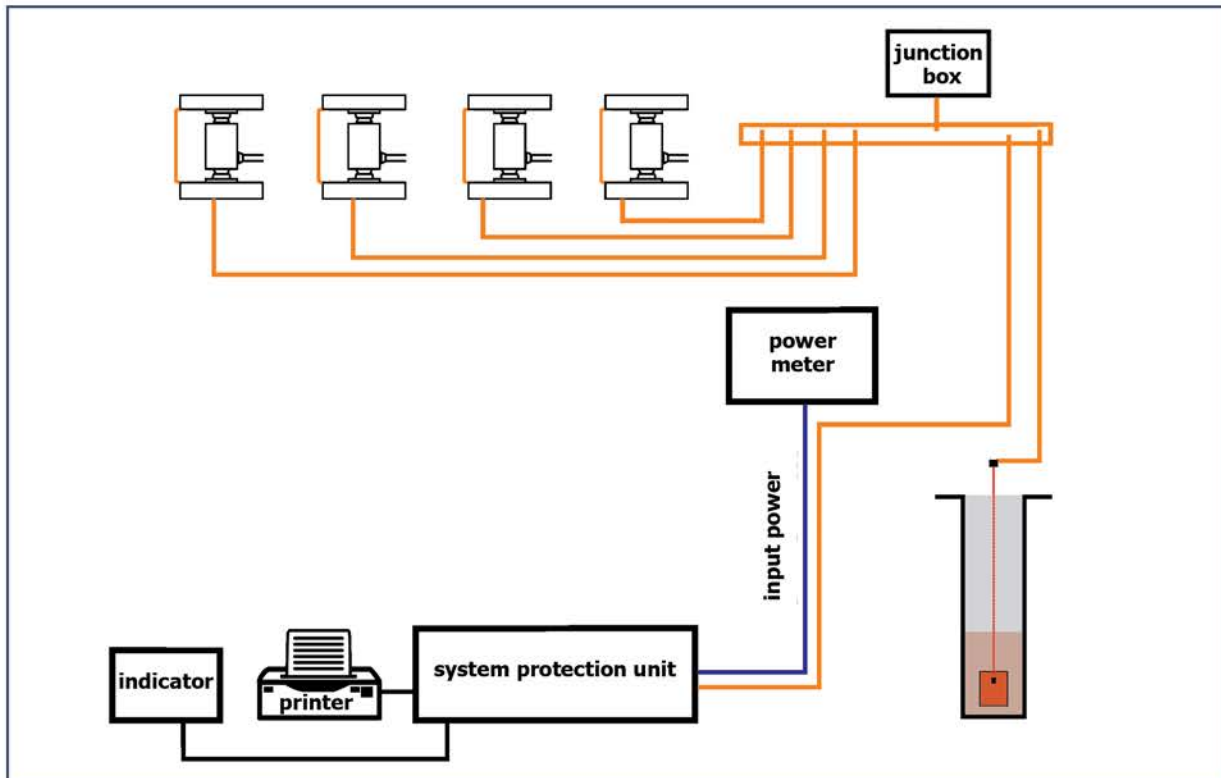 junction
box
power
meter
input power
system protection unit
indicator
printer